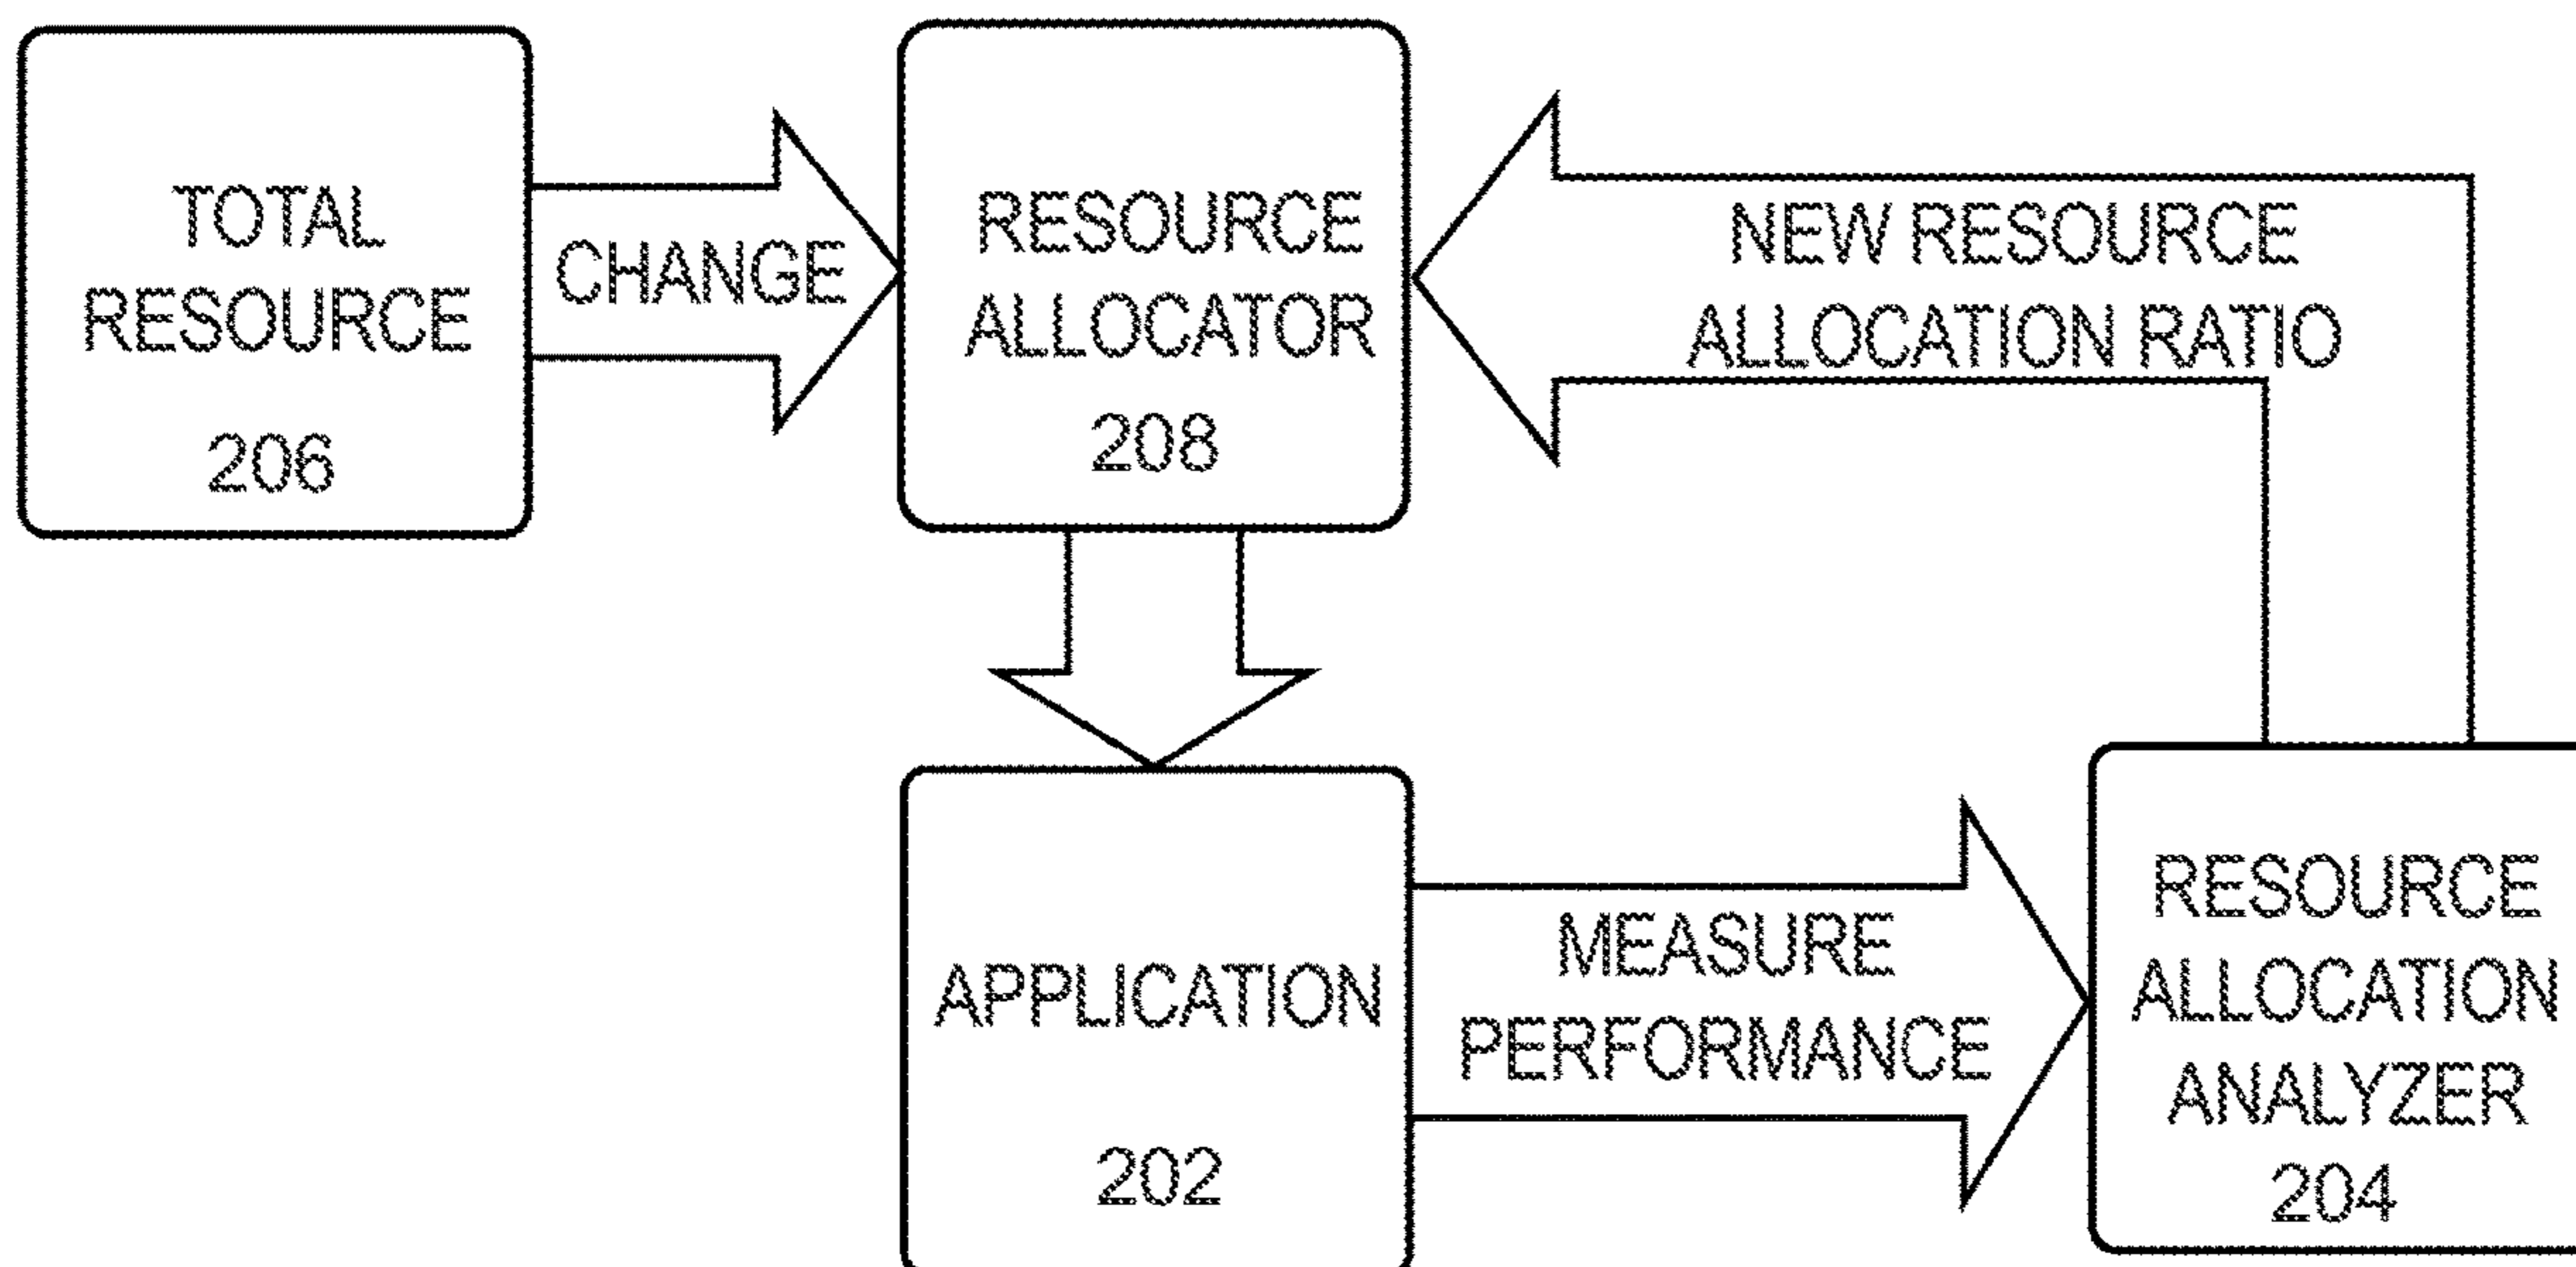 TOTAL
RESOURCE
206
CHANGE
RESOURCE
ALLOCATOR
208
NEW RESOURCE
ALLOCATION RATIO
APPLICATION
202
MEASURE
PERFORMANCE
RESOURCE
ALLOCATION
ANALYZER
204